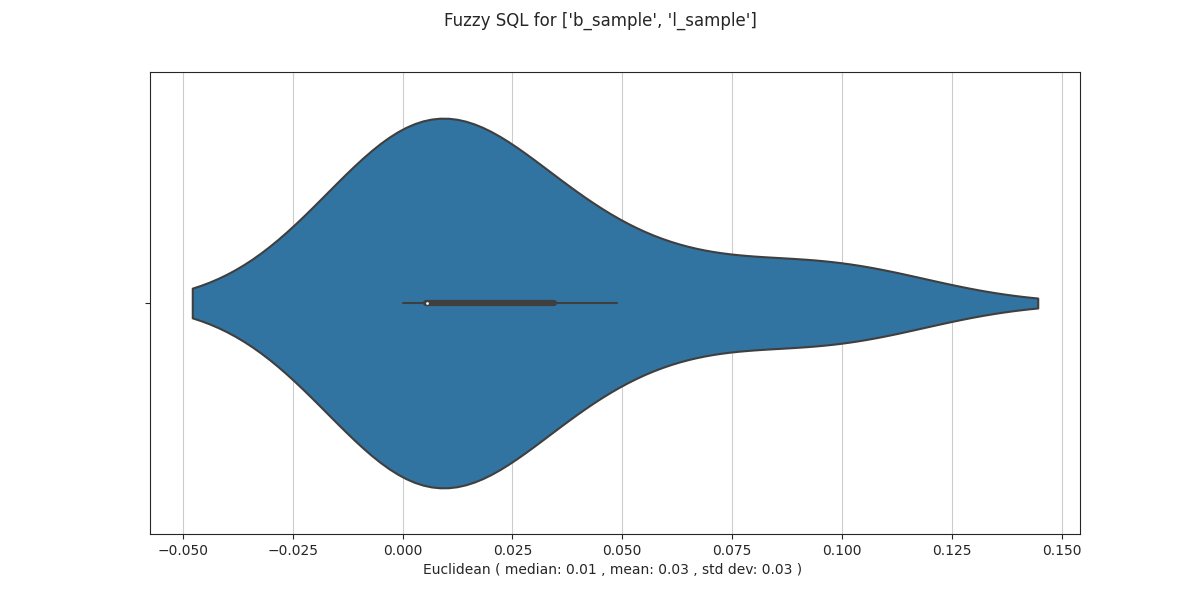 Fuzzy SQL for ['b_sample', 'l_sample']
−0.050 −0.025 0.000 0.025 0.050 0.075 0.100 0.125 0.150
Euclidean ( median: 0.01 , mean: 0.03 , std dev: 0.03 )